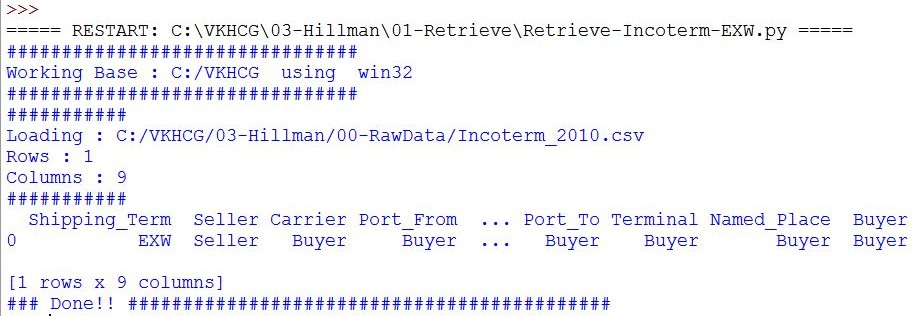 >>>
===== RESTART: C:\VKHCG\03-Hillman\01-Retrieve\Retrieve-Incoterm-EXW.py =====
################################
Working Base : C:/VKHCG  using  win32
################################
###########
Loading : C:/VKHCG/03-Hillman/00-RawData/Incoterm_2010.csv
Rows : 1
Columns : 9
###########
  Shipping_Term  Seller Carrier Port_From  ... Port_To Terminal Named_Place  Buyer
0           EXW  Seller   Buyer     Buyer  ...   Buyer    Buyer       Buyer  Buyer

[1 rows x 9 columns]
### Done!! ############################################